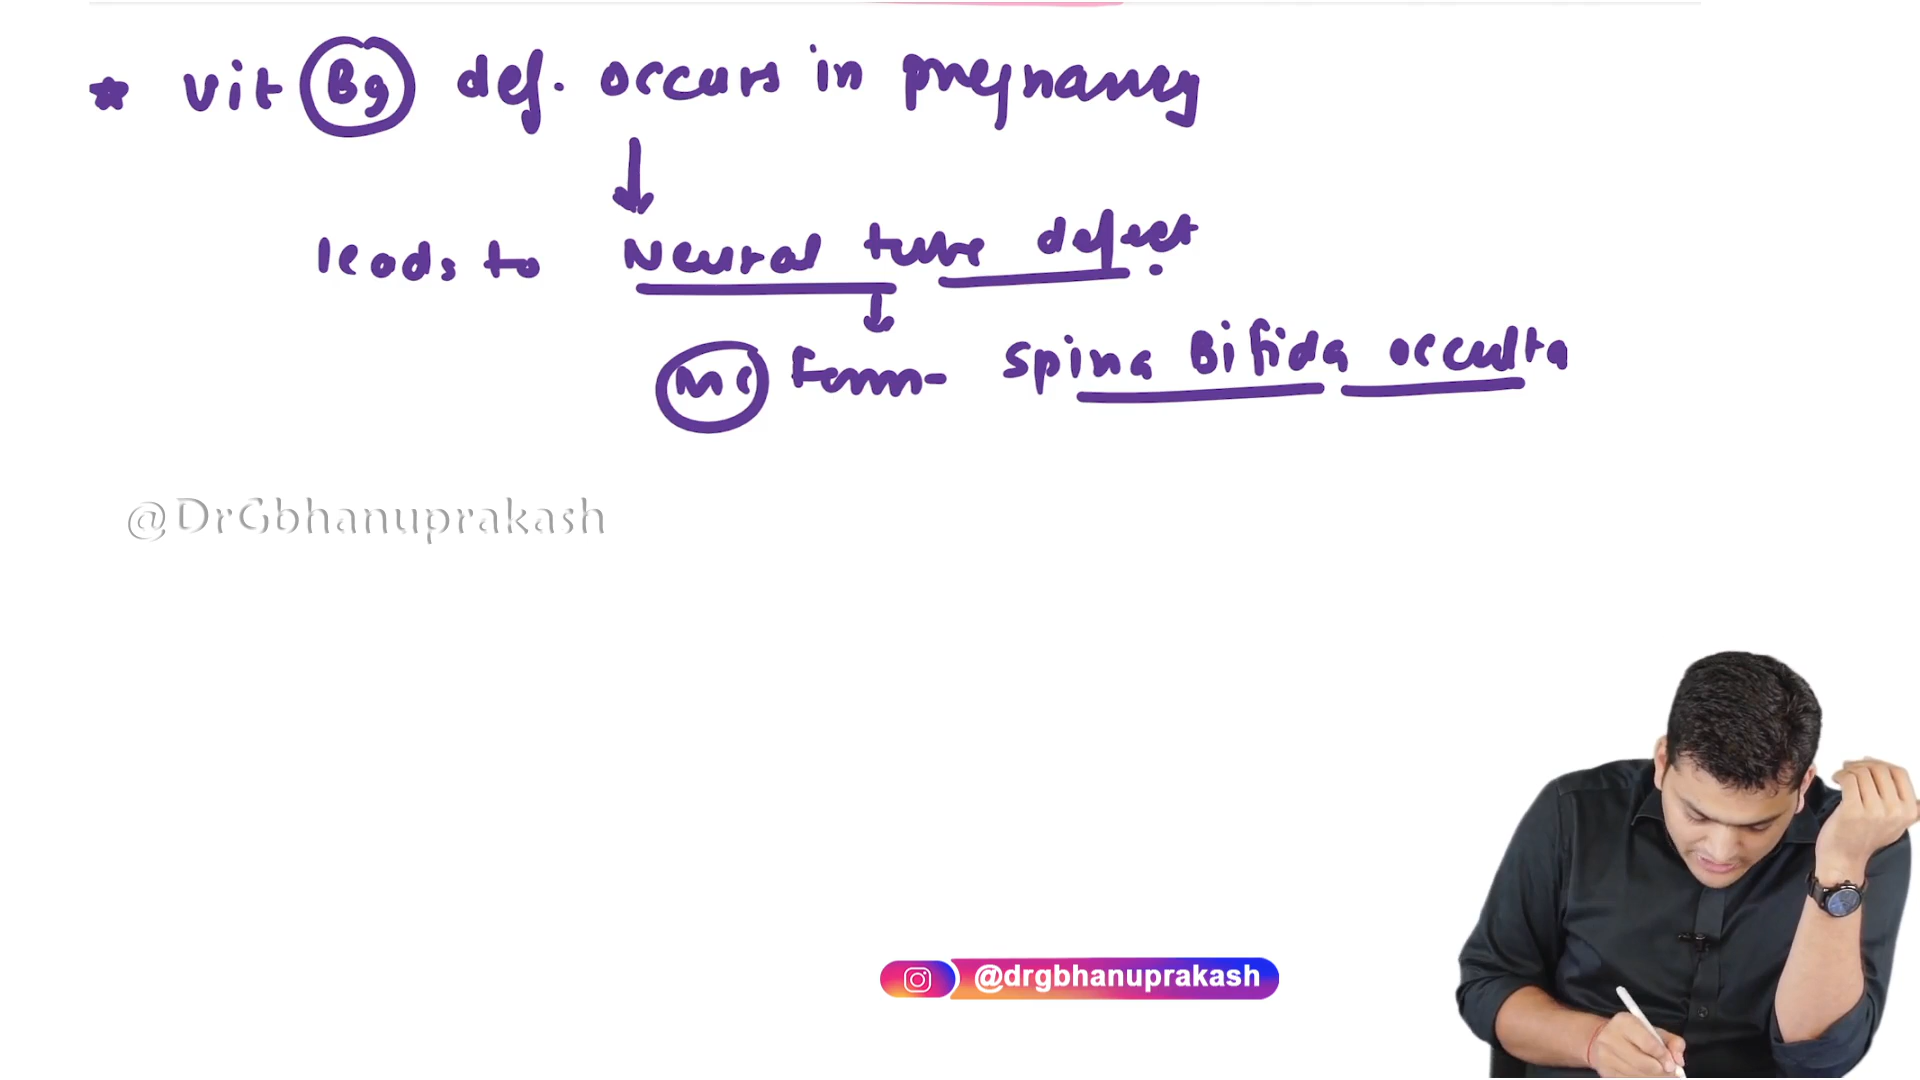 * Vit B9 def. occurs in pregnancy
leads to Neural tube defect
MC Form- Spina Bifida occulta
@DrGbhanuprakash
@drgbhanuprakash